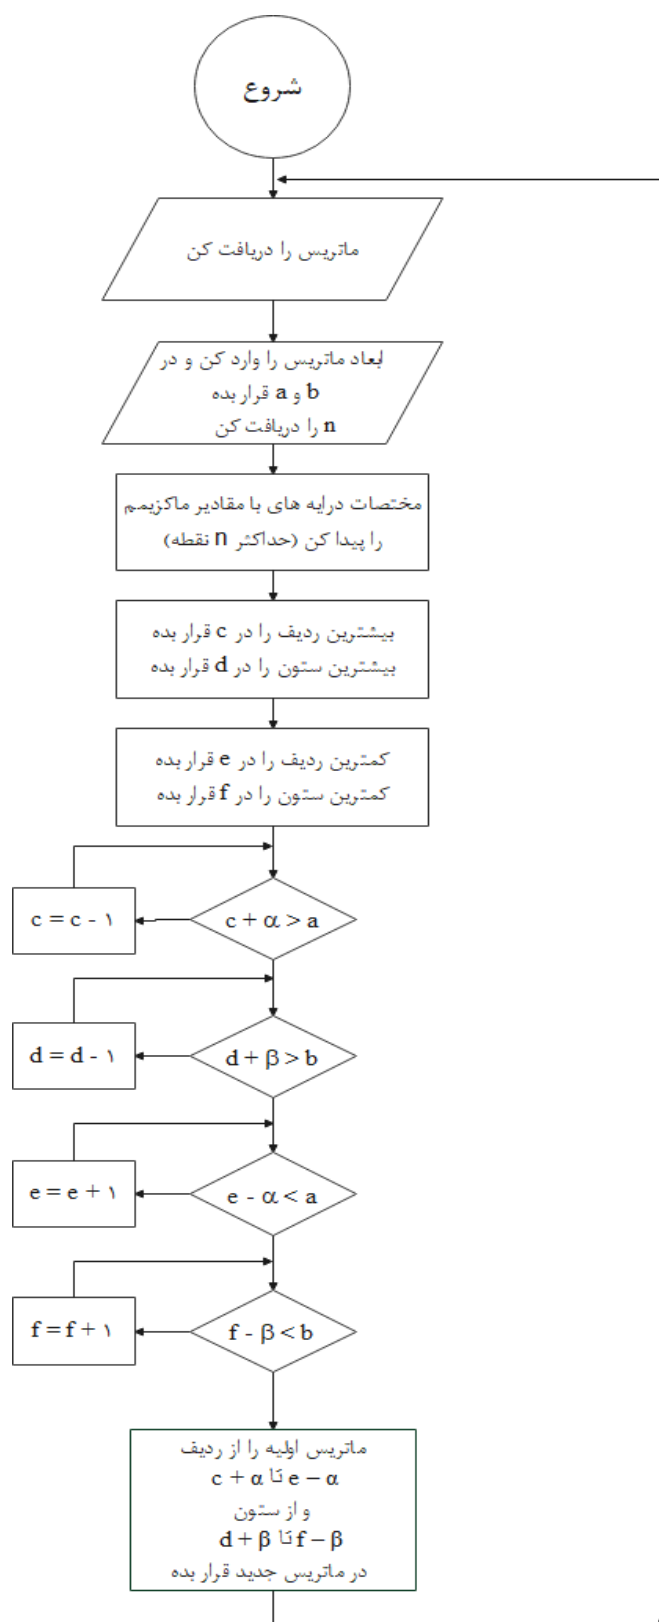 شروع
ماتریس را دریافت کن
ابعاد ماتریس را وارد کن و در
a و b قرار بده
n را دریافت کن
مختصات درایه های با مقادیر ماکزیمم
را پیدا کن (حداکثر n نقطه)
بیشترین ردیف را در c قرار بده
بیشترین ستون را در d قرار بده
کمترین ردیف را در e قرار بده
کمترین ستون را در f قرار بده
c + α > a
c = c - ۱
d + β > b
d = d - ۱
e - α < a
e = e + ۱
f - β < b
f = f + ۱
ماتریس اولیه را از ردیف
e − α تا c + α
و از ستون
f − β تا d + β
در ماتریس جدید قرار بده